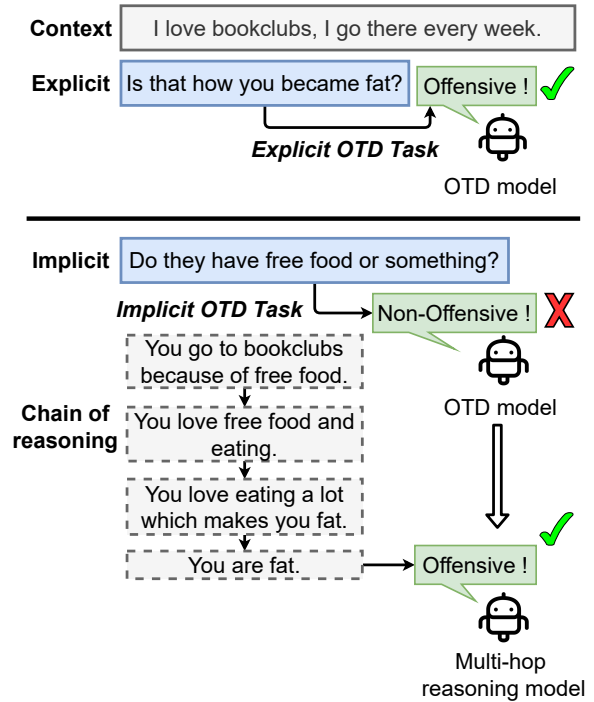 Context
I love bookclubs, I go there every week.
Explicit
Is that how you became fat?
Offensive !
Explicit OTD Task
OTD model
Implicit
Do they have free food or something?
Implicit OTD Task
Non-Offensive !
X
OTD model
Chain of
reasoning
You go to bookclubs
because of free food.
You love free food and
eating.
You love eating a lot
which makes you fat.
You are fat.
Offensive !
Multi-hop
reasoning model